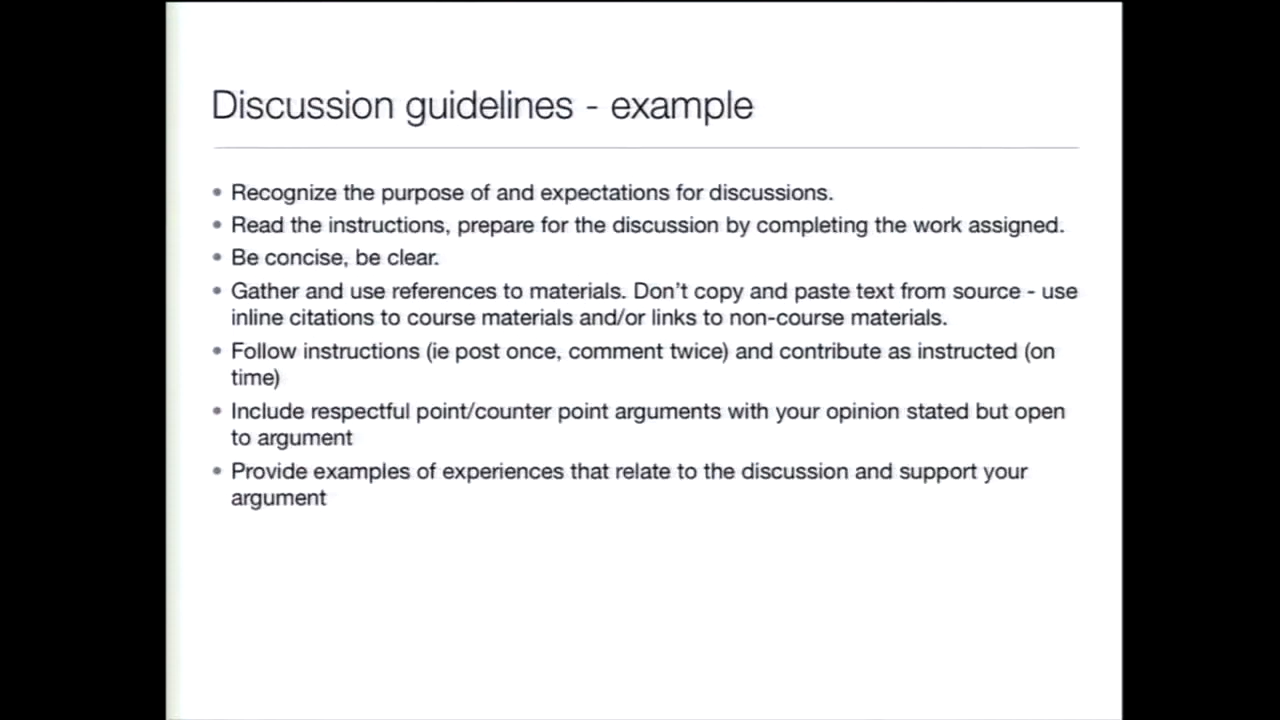 Discussion guidelines - example
• Recognize the purpose of and expectations for discussions.
• Read the instructions, prepare for the discussion by completing the work assigned.
• Be concise, be clear.
• Gather and use references to materials. Don't copy and paste text from source - use
inline citations to course materials and/or links to non-course materials.
• Follow instructions (ie post once, comment twice) and contribute as instructed (on
time)
• Include respectful point/counter point arguments with your opinion stated but open
to argument
• Provide examples of experiences that relate to the discussion and support your
argument